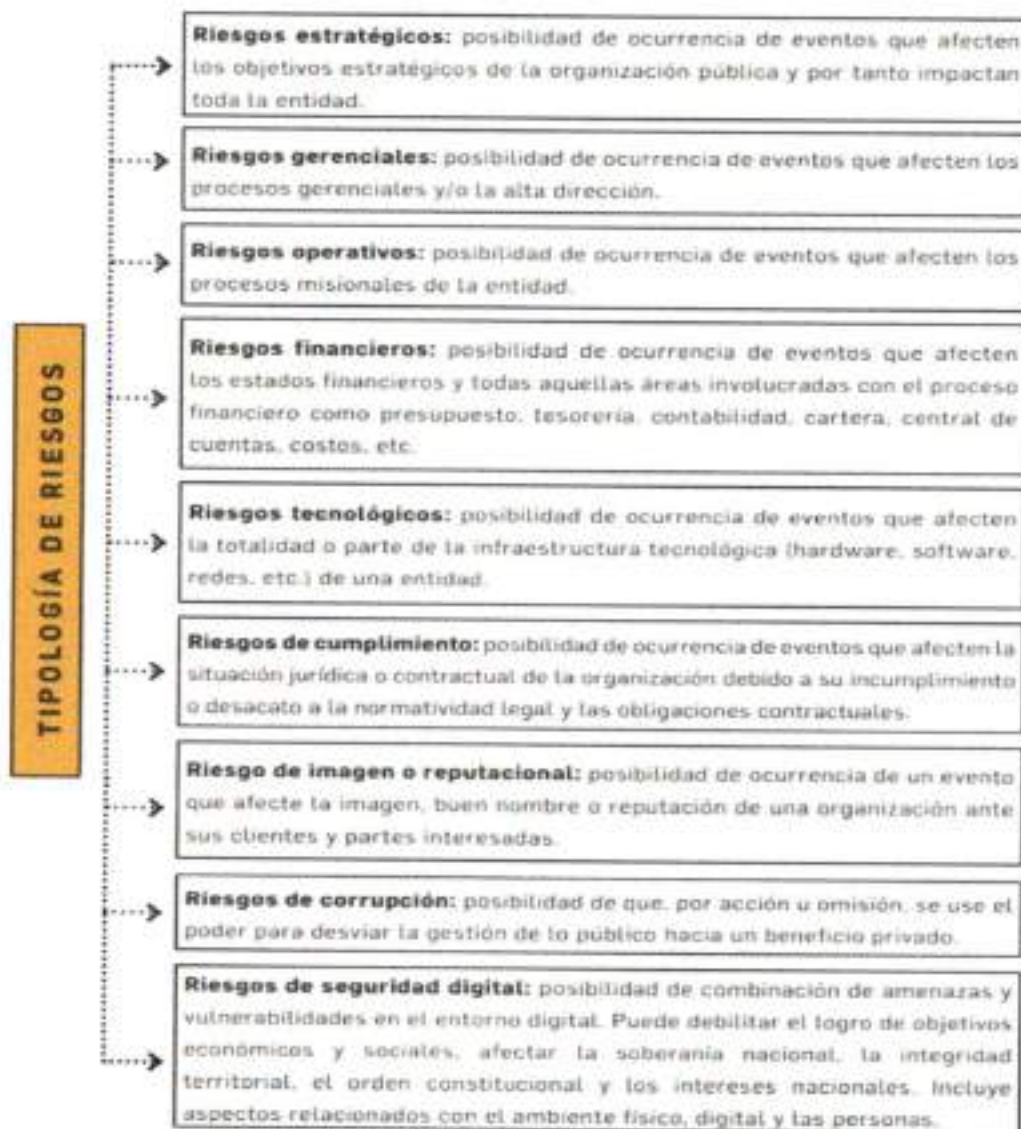 Riesgos estratégicos: posibilidad de ocurrencia de eventos que afecten
los objetivos estratégicos de la organización pública y por tanto impactan
toda la entidad.
Riesgos gerenciales: posibilidad de ocurrencia de eventos que afecten los
procesos gerenciales y/o la alta dirección.
Riesgos operativos: posibilidad de ocurrencia de eventos que afecten los
procesos misionales de la entidad.
TIPOLOGÍA DE RIESGOS
Riesgos financieros: posibilidad de ocurrencia de eventos que afecten
los estados financieros y todas aquellas áreas involucradas con el proceso
financiero como presupuesto, tesorería, contabilidad, cartera, central de
cuentas, costos, etc.
Riesgos tecnológicos: posibilidad de ocurrencia de eventos que afecten
la totalidad o parte de la infraestructura tecnológica (hardware, software,
redes, etc.) de una entidad.
Riesgos de cumplimiento: posibilidad de ocurrencia de eventos que afecten la
situación jurídica o contractual de la organización debido a su incumplimiento
o desacato a la normatividad legal y las obligaciones contractuales.
Riesgo de imagen o reputacional: posibilidad de ocurrencia de un evento
que afecte la imagen, buen nombre o reputación de una organización ante
sus clientes y partes interesadas.
Riesgos de corrupción: posibilidad de que, por acción u omisión, se use el
poder para desviar la gestión de lo público hacia un beneficio privado.
Riesgos de seguridad digital: posibilidad de combinación de amenazas y
vulnerabilidades en el entorno digital. Puede debilitar el logro de objetivos
económicos y sociales, afectar la soberanía nacional, la integridad
territorial, el orden constitucional y los intereses nacionales. Incluye
aspectos relacionados con el ambiente físico, digital y las personas.